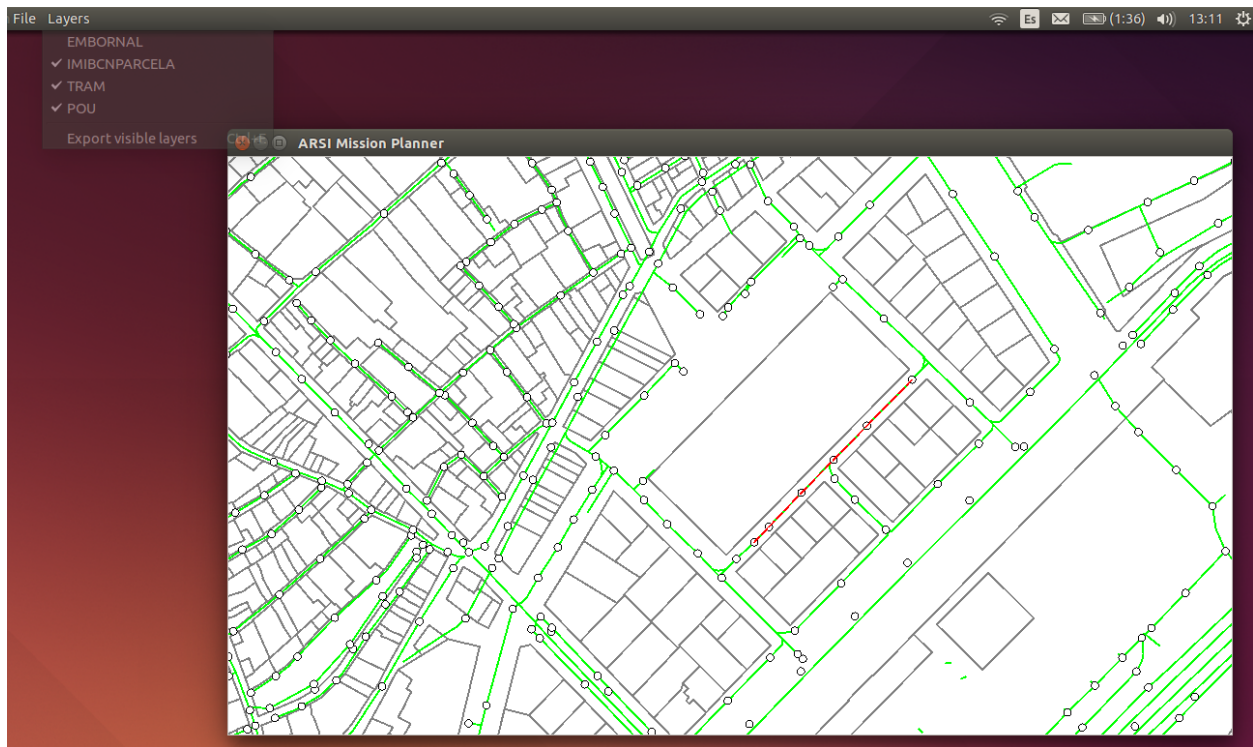 File Layers Es (1:36) 13:11
EMBORNAL
✓ IMIBCNPARCELA
✓ TRAM
✓ POU
Export visible layers
ARSI Mission Planner